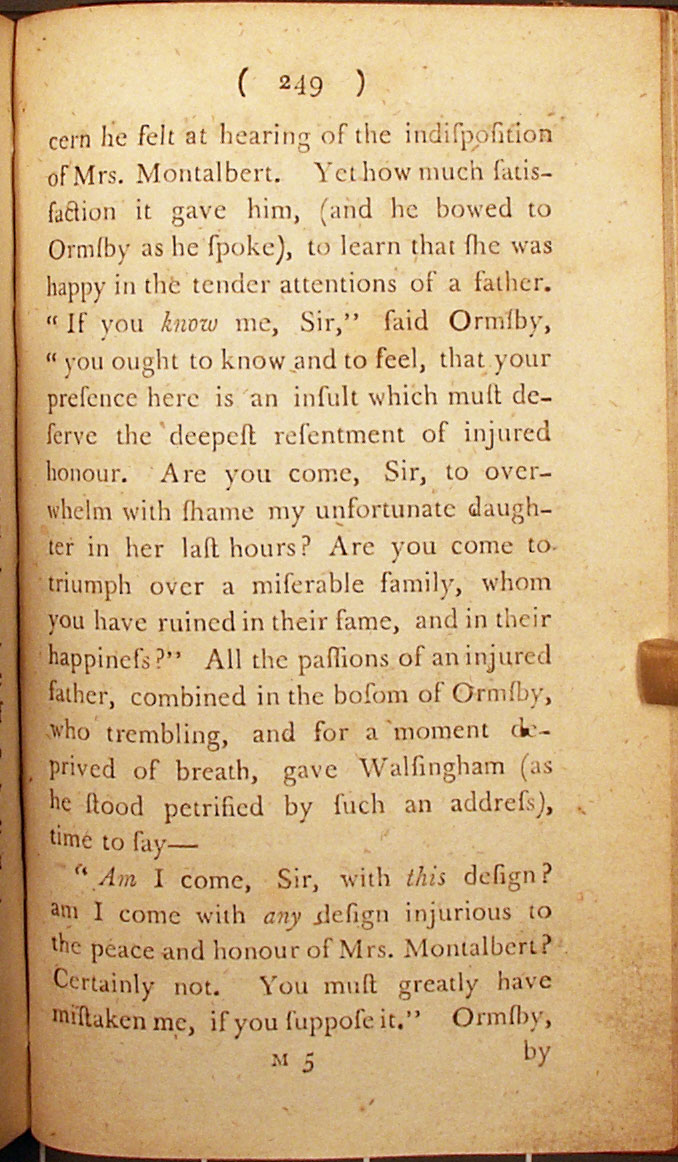 ( 249 )
cern he felt at hearing of the indiſpoſition
of Mrs. Montalbert. Yet how much ſatis-
faction it gave him, (and he bowed to
Ormſby as he ſpoke), to learn that ſhe was
happy in the tender attentions of a father.
“ If you know me, Sir,” ſaid Ormſby,
“ you ought to know and to feel, that your
preſence here is an inſult which muſt de-
ſerve the deepeſt reſentment of injured
honour. Are you come, Sir, to over-
whelm with ſhame my unfortunate daugh-
ter in her laſt hours? Are you come to
triumph over a miſerable family, whom
you have ruined in their fame, and in their
happineſs?” All the paſſions of an injured
father, combined in the boſom of Ormſby,
who trembling, and for a moment de-
prived of breath, gave Walſingham (as
he ſtood petrified by ſuch an addreſs),
time to ſay—
“ Am I come, Sir, with this deſign?
am I come with any deſign injurious to
the peace and honour of Mrs. Montalbert?
Certainly not. You muſt greatly have
miſtaken me, if you ſuppoſe it.” Ormſby,
M 5 by